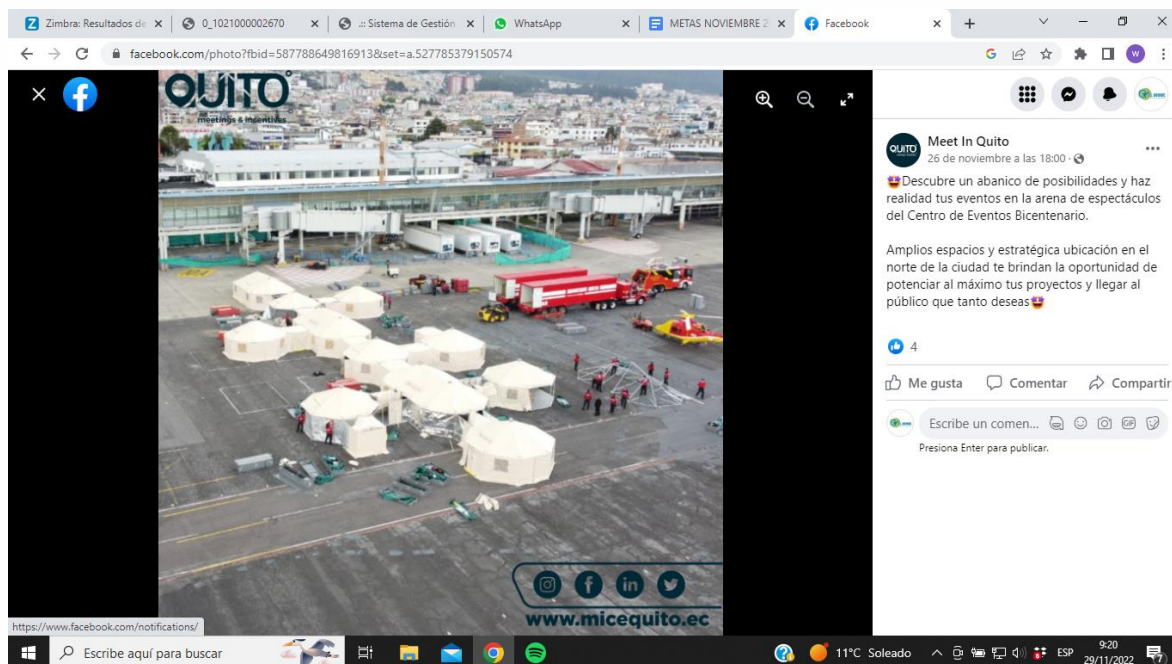 Zimbra: Resultados de
0_1021000002670
.:: Sistema de Gestión
WhatsApp
METAS NOVIEMBRE 2
Facebook
facebook.com/photo?fbid=587788649816913&set=a.527785379150574
QUITO
meetings & incentives
Meet In Quito
26 de noviembre a las 18:00 ·
Descubre un abanico de posibilidades y haz
realidad tus eventos en la arena de espectáculos
del Centro de Eventos Bicentenario.
Amplios espacios y estratégica ubicación en el
norte de la ciudad te brindan la oportunidad de
potenciar al máximo tus proyectos y llegar al
público que tanto deseas
4
Me gusta
Comentar
Compartir
Escribe un comen...
GIF
Presiona Enter para publicar.
www.micequito.ec
https://www.facebook.com/notifications/
Escribe aquí para buscar
11°C Soleado
ESP
9:20
29/11/2022